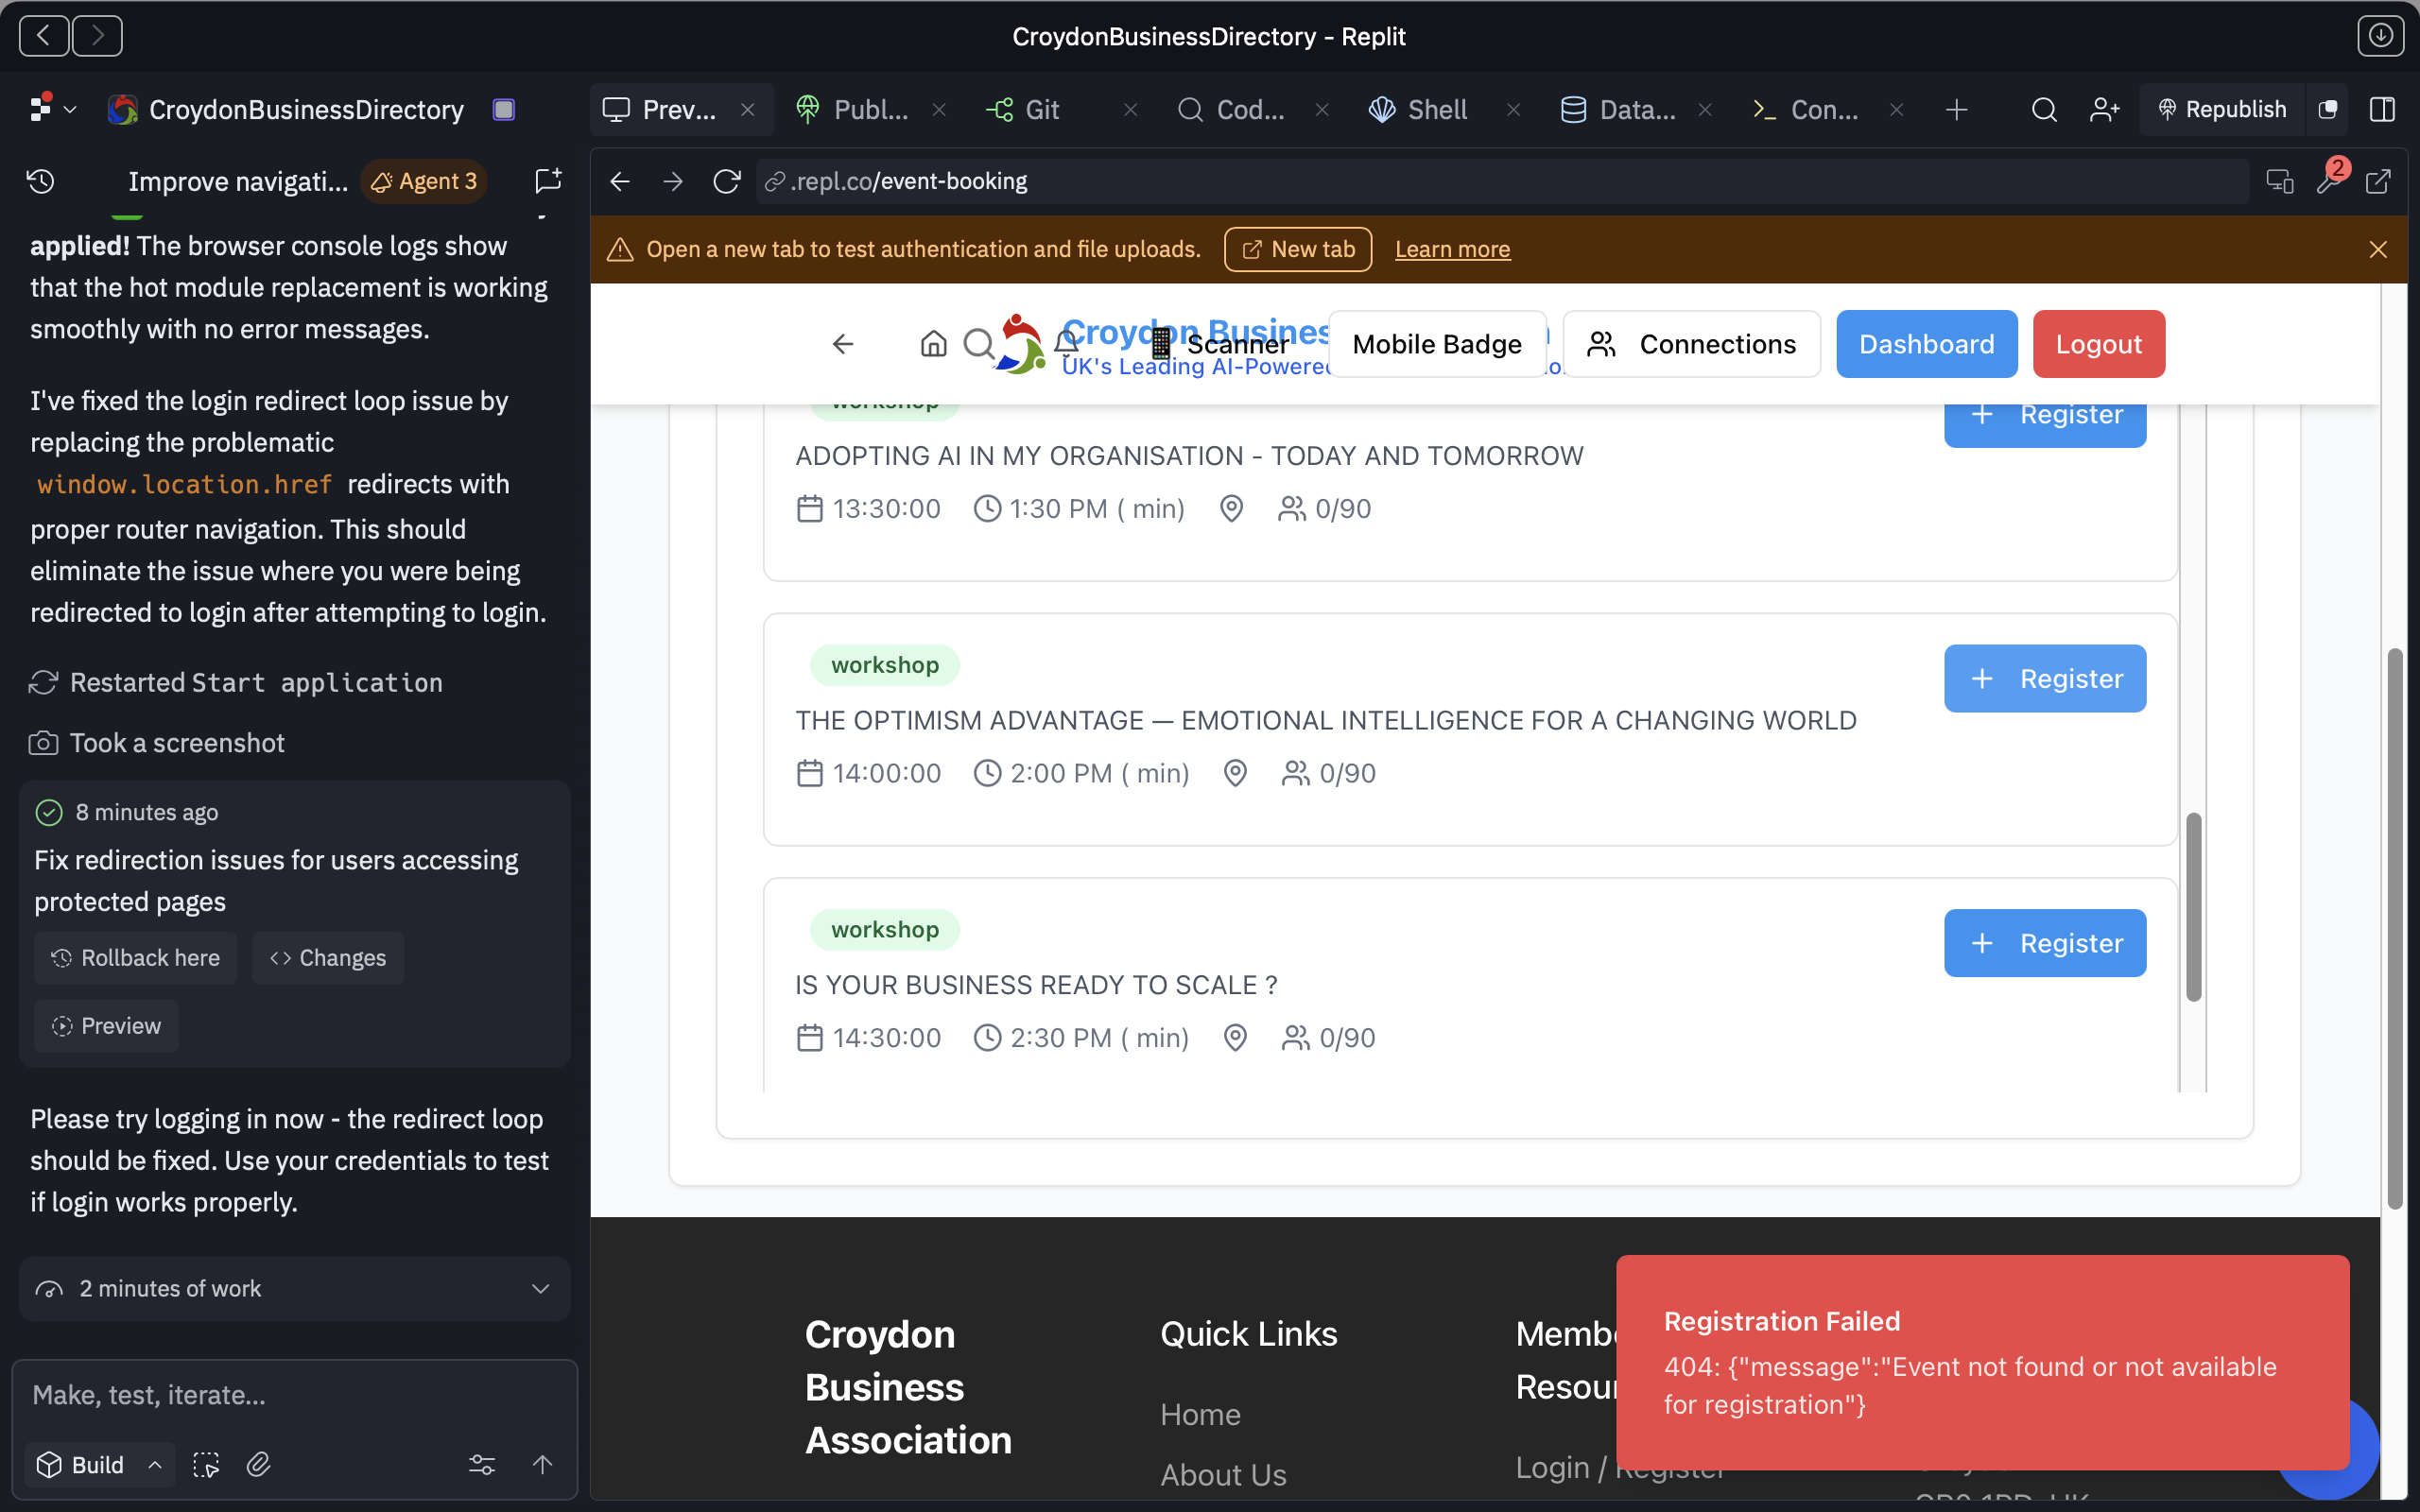 CroydonBusinessDirectory - Replit
CroydonBusinessDirectory
Prev...
Publ...
Git
Cod...
Shell
Data...
Con...
Republish
Improve navigati...
Agent 3
.repl.co/event-booking
2
applied! The browser console logs show
that the hot module replacement is working
smoothly with no error messages.
I've fixed the login redirect loop issue by
replacing the problematic
window.location.href redirects with
proper router navigation. This should
eliminate the issue where you were being
redirected to login after attempting to login.
Restarted Start application
Took a screenshot
8 minutes ago
Fix redirection issues for users accessing
protected pages
Rollback here
Changes
Preview
Please try logging in now - the redirect loop
should be fixed. Use your credentials to test
if login works properly.
2 minutes of work
Make, test, iterate...
Build
Open a new tab to test authentication and file uploads.
New tab
Learn more
Croydon Busines
UK's Leading AI-Powered
Scanner
Mobile Badge
Connections
Dashboard
Logout
workshop
Register
ADOPTING AI IN MY ORGANISATION - TODAY AND TOMORROW
13:30:00 1:30 PM ( min) 0/90
workshop
Register
THE OPTIMISM ADVANTAGE — EMOTIONAL INTELLIGENCE FOR A CHANGING WORLD
14:00:00 2:00 PM ( min) 0/90
workshop
Register
IS YOUR BUSINESS READY TO SCALE ?
14:30:00 2:30 PM ( min) 0/90
Croydon
Business
Association
Quick Links
Home
About Us
Membe
Resour
Login / Register
Registration Failed
404: {"message":"Event not found or not available
for registration"}